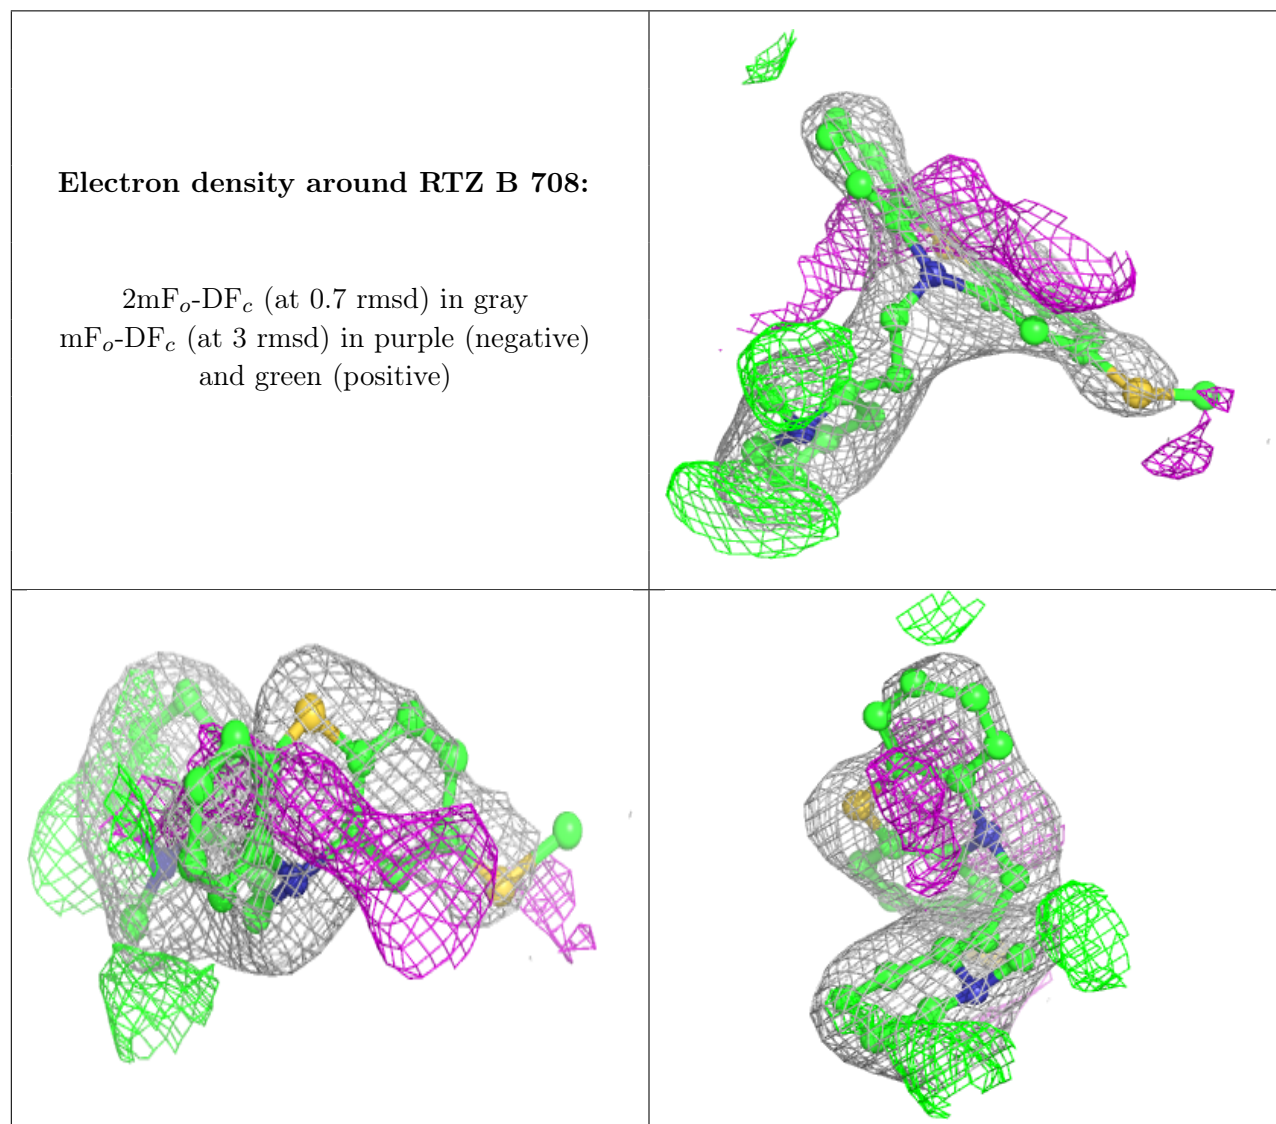 Electron density around RTZ B 708:
2mFo-DFc (at 0.7 rmsd) in gray
mFo-DFc (at 3 rmsd) in purple (negative)
and green (positive)